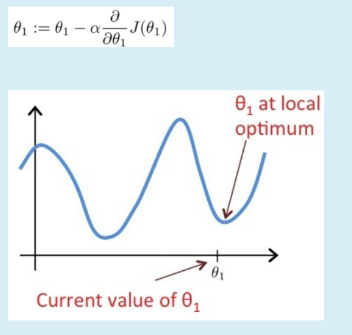 θ₁ := θ₁ − α ∂/∂θ₁ J(θ₁)
θ₁ at local
optimum
θ₁
Current value of θ₁